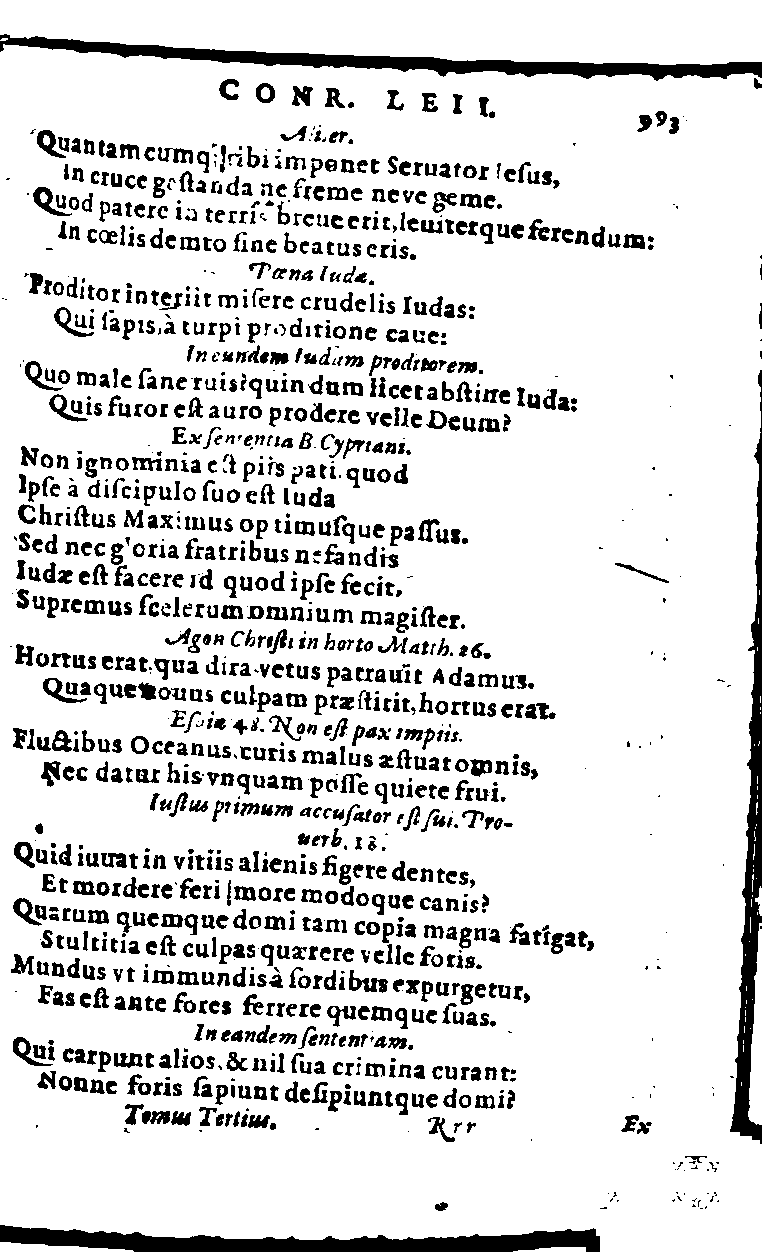 CONR. LEII.
993
Aliter.
Quantamcumq; tibi imponet Seruator Iesus,
In cruce gestanda ne freme neve geme.
Quod patere in terris breue erit, leuiterque ferendum:
In cœlis demto fine beatus eris.
Pœna Iudæ.
Proditor interiit misere crudelis Iudas:
Qui sapis, à turpi proditione caue:
In eundem Iudam proditorem.
Quo male sane ruis? quin dum licet abstine Iuda:
Quis furor est auro prodere velle Deum?
Ex sententia B. Cypriani.
Non ignominia est piis pati. quod
Ipse à discipulo suo est Iuda
Christus Maximus optimusque passus.
Sed nec gloria fratribus nefandis
Iudæ est facere id quod ipse fecit,
Supremus scelerum omnium magister.
Agon Christi in horto Matth. 26.
Hortus erat, qua dira vetus patrauit Adamus.
Quaque nouus culpam præstitit, hortus erat.
Esaiæ 48. Non est pax impiis.
Fluctibus Oceanus, curis malus æstuat omnis,
Nec datur his vnquam posse quiete frui.
Iustus primum accusator est sui. Pro-
uerb. 18.
Quid iuuat in vitiis alienis figere dentes,
Et mordere feri more modoque canis?
Quarum quemque domi tam copia magna fatigat,
Stultitia est culpas quærere velle foris.
Mundus vt immundis à sordibus expurgetur,
Fas est ante fores ferrere quemque suas.
In eandem sententiam.
Qui carpunt alios, & nil sua crimina curant:
Nonne foris sapiunt desipiuntque domi?
Tomus Tertius.
Rrr
Ex